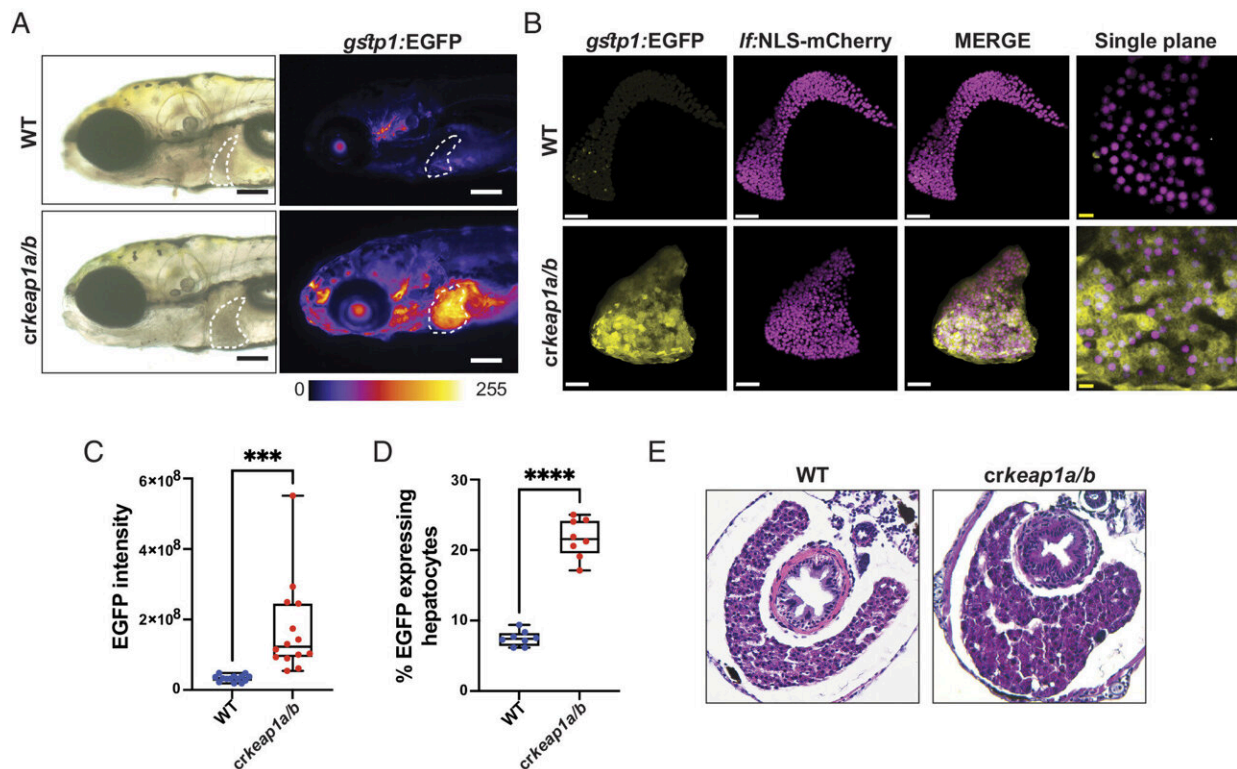 A
gstp1:EGFP
WT
crkeap1a/b
0
255
B
gstp1:EGFP
lf:NLS-mCherry
MERGE
Single plane
WT
crkeap1a/b
C
***
EGFP intensity
6×10⁸
4×10⁸
2×10⁸
0
WT
crkeap1a/b
D
****
% EGFP expressing
hepatocytes
30
20
10
0
WT
crkeap1a/b
E
WT
crkeap1a/b